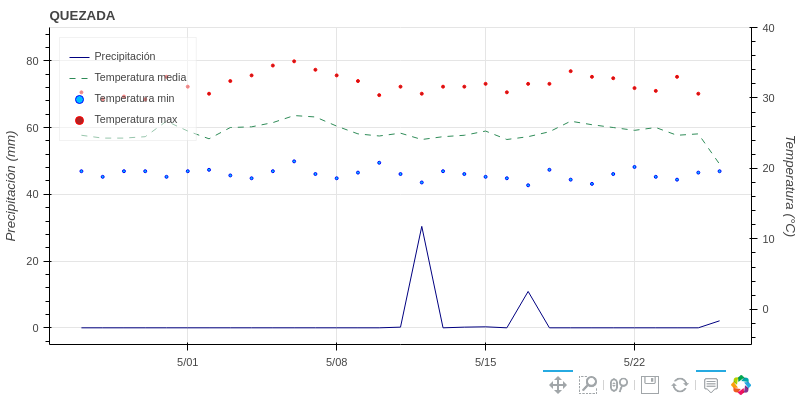 QUEZADA
Precipitación
Temperatura media
Temperatura min
Temperatura max
Precipitación (mm)
80
60
40
20
0
40
30
20
10
0
Temperatura (°C)
5/01
5/08
5/15
5/22